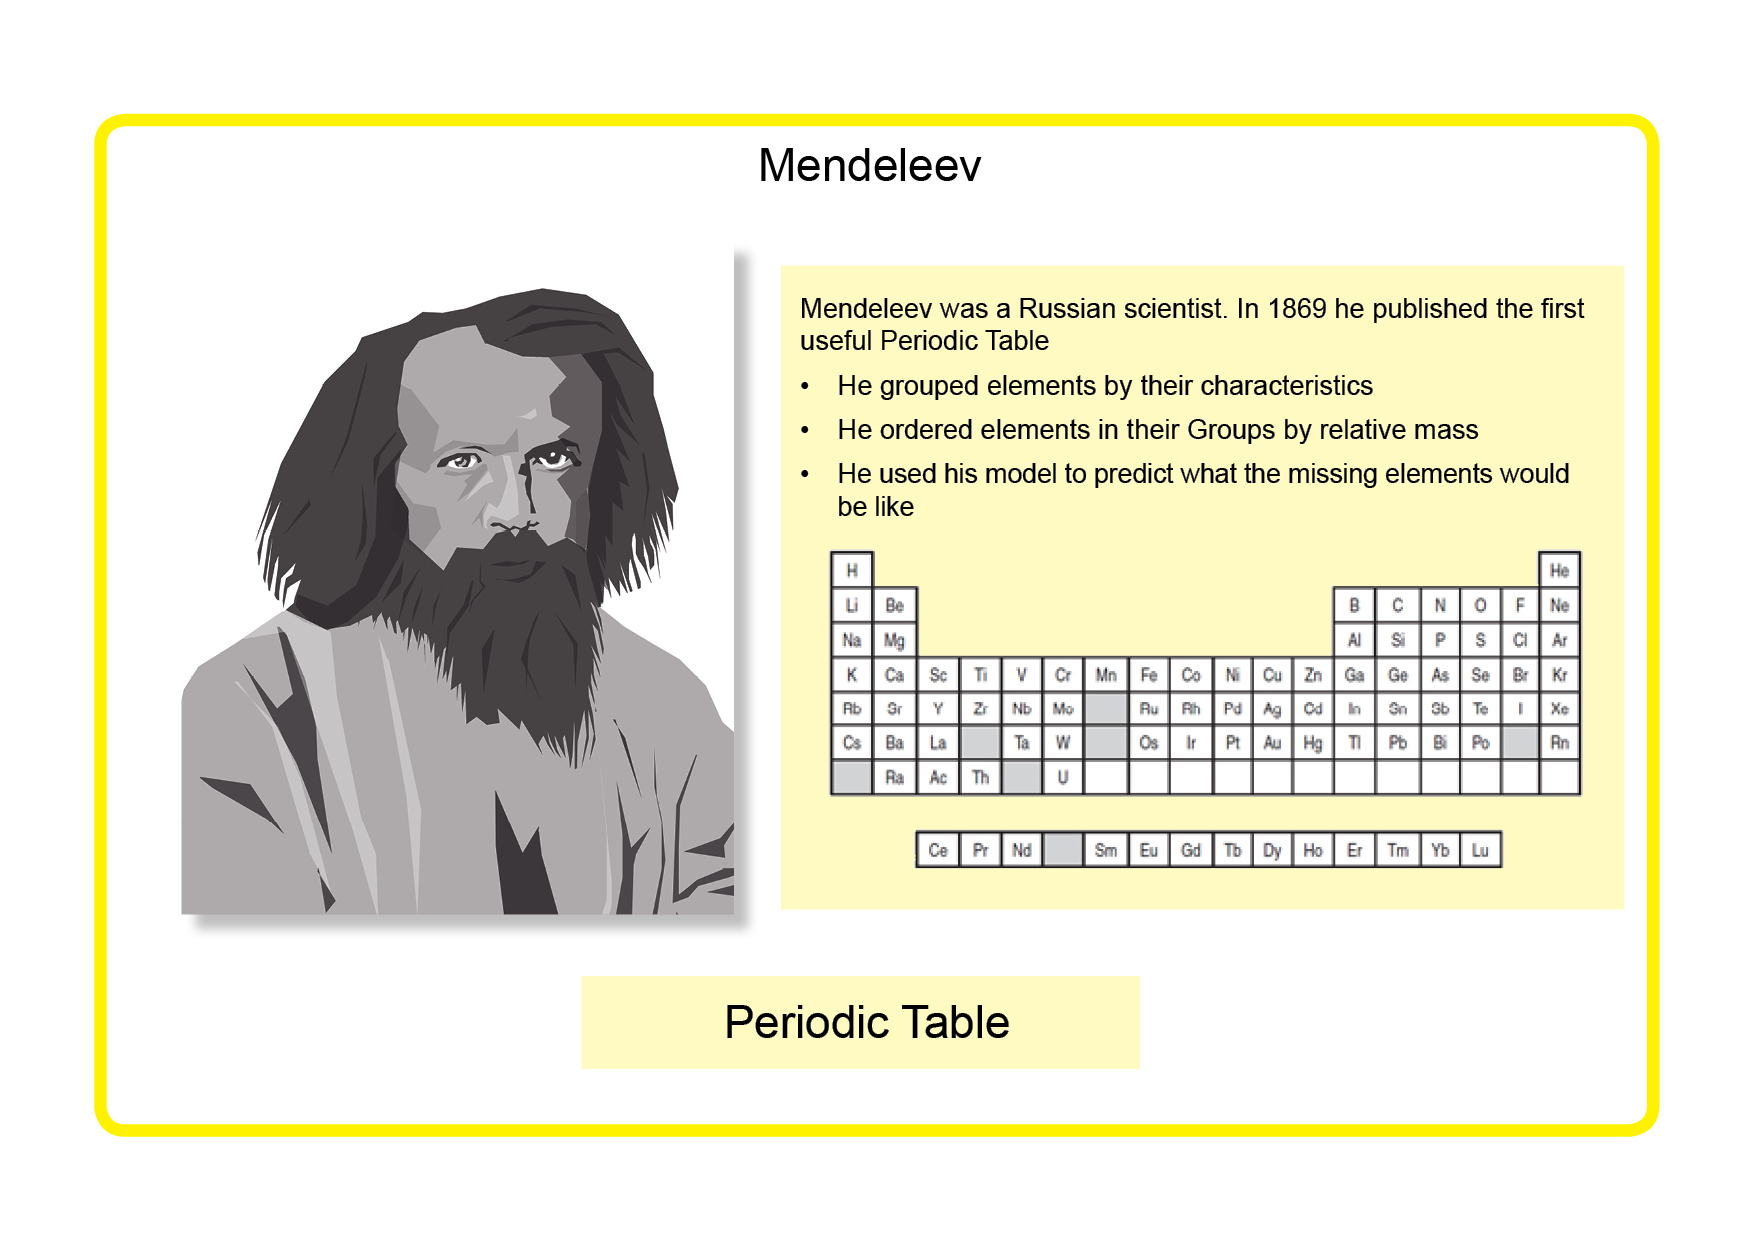 Mendeleev
Mendeleev was a Russian scientist. In 1869 he published the first
useful Periodic Table
• He grouped elements by their characteristics
• He ordered elements in their Groups by relative mass
• He used his model to predict what the missing elements would
be like
H He
Li Be B C N O F Ne
Na Mg Al Si P S Cl Ar
K Ca Sc Ti V Cr Mn Fe Co Ni Cu Zn Ga Ge As Se Br Kr
Rb Sr Y Zr Nb Mo Ru Rh Pd Ag Cd In Sn Sb Te I Xe
Cs Ba La Ta W Os Ir Pt Au Hg Tl Pb Bi Po Rn
Ra Ac Th U
Ce Pr Nd Sm Eu Gd Tb Dy Ho Er Tm Yb Lu
Periodic Table